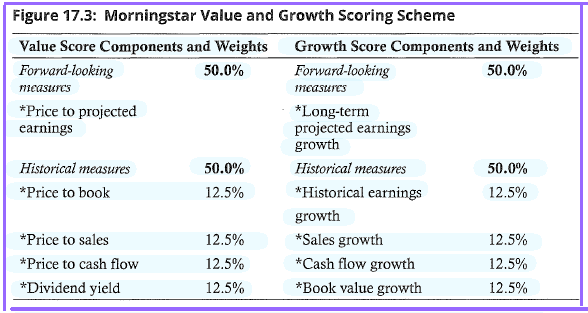 Figure 17.3: Morningstar Value and Growth Scoring Scheme
Value Score Components and Weights Growth Score Components and Weights
Forward-looking 50.0% Forward-looking 50.0%
measures measures
*Price to projected *Long-term
earnings projected earnings
growth
Historical measures 50.0% Historical measures 50.0%
*Price to book 12.5% *Historical earnings 12.5%
growth
*Price to sales 12.5% *Sales growth 12.5%
*Price to cash flow 12.5% *Cash flow growth 12.5%
*Dividend yield 12.5% *Book value growth 12.5%